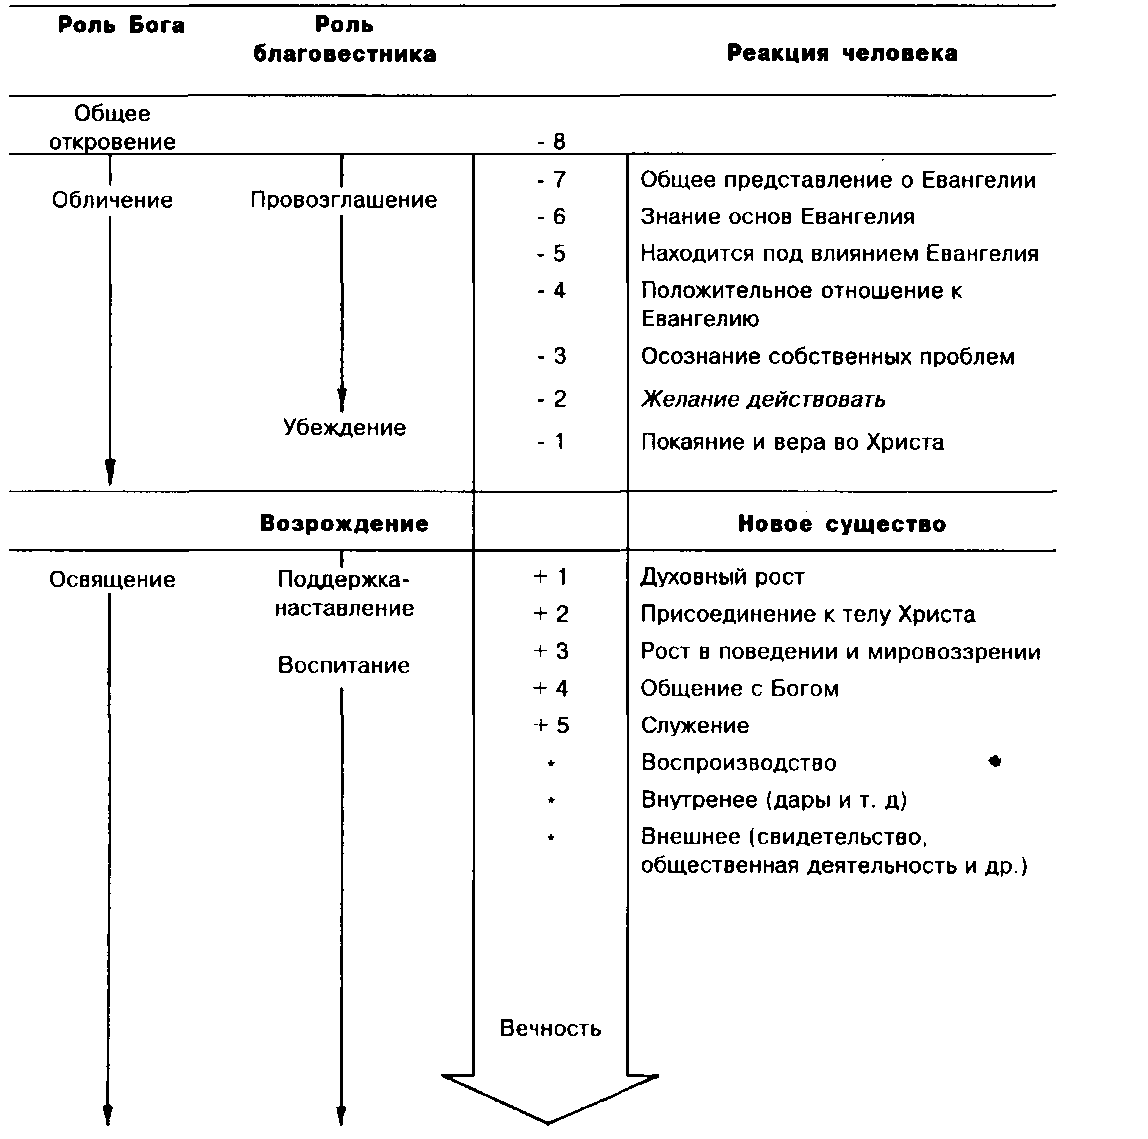 Роль Бога
Роль
благовестника
Реакция человека
Общее
откровение
- 8
Обличение
Провозглашение
- 7 Общее представление о Евангелии
- 6 Знание основ Евангелия
- 5 Находится под влиянием Евангелия
- 4 Положительное отношение к
Евангелию
- 3 Осознание собственных проблем
- 2 Желание действовать
Убеждение
- 1 Покаяние и вера во Христа
Возрождение
Новое существо
Освящение
Поддержка-
наставление
Воспитание
+ 1 Духовный рост
+ 2 Присоединение к телу Христа
+ 3 Рост в поведении и мировоззрении
+ 4 Общение с Богом
+ 5 Служение
Воспроизводство
Внутренее (дары и т. д)
Внешнее (свидетельство,
общественная деятельность и др.)
Вечность